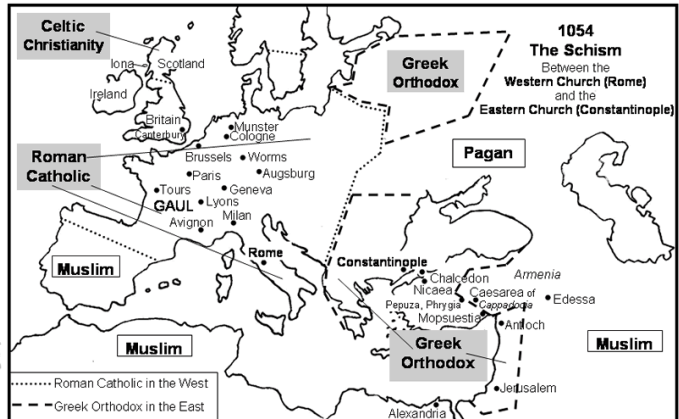 Celtic
Christianity
1054
The Schism
Between the
Western Church (Rome)
and the
Eastern Church (Constantinople)
Iona
Scotland
Ireland
Greek
Orthodox
Britain
Canterbury
Munster
Cologne
Pagan
Roman
Catholic
Brussels
Worms
Paris
Augsburg
Tours
Geneva
GAUL
Lyons
Milan
Avignon
Rome
Constantinople
Muslim
Chalcedon
Armenia
Nicaea
Caesarea of
Pepuza, Phrygia
Cappadocia
Edessa
Mopsuestia
Antioch
Muslim
Greek
Orthodox
Muslim
Roman Catholic in the West
Jerusalem
Greek Orthodox in the East
Alexandria